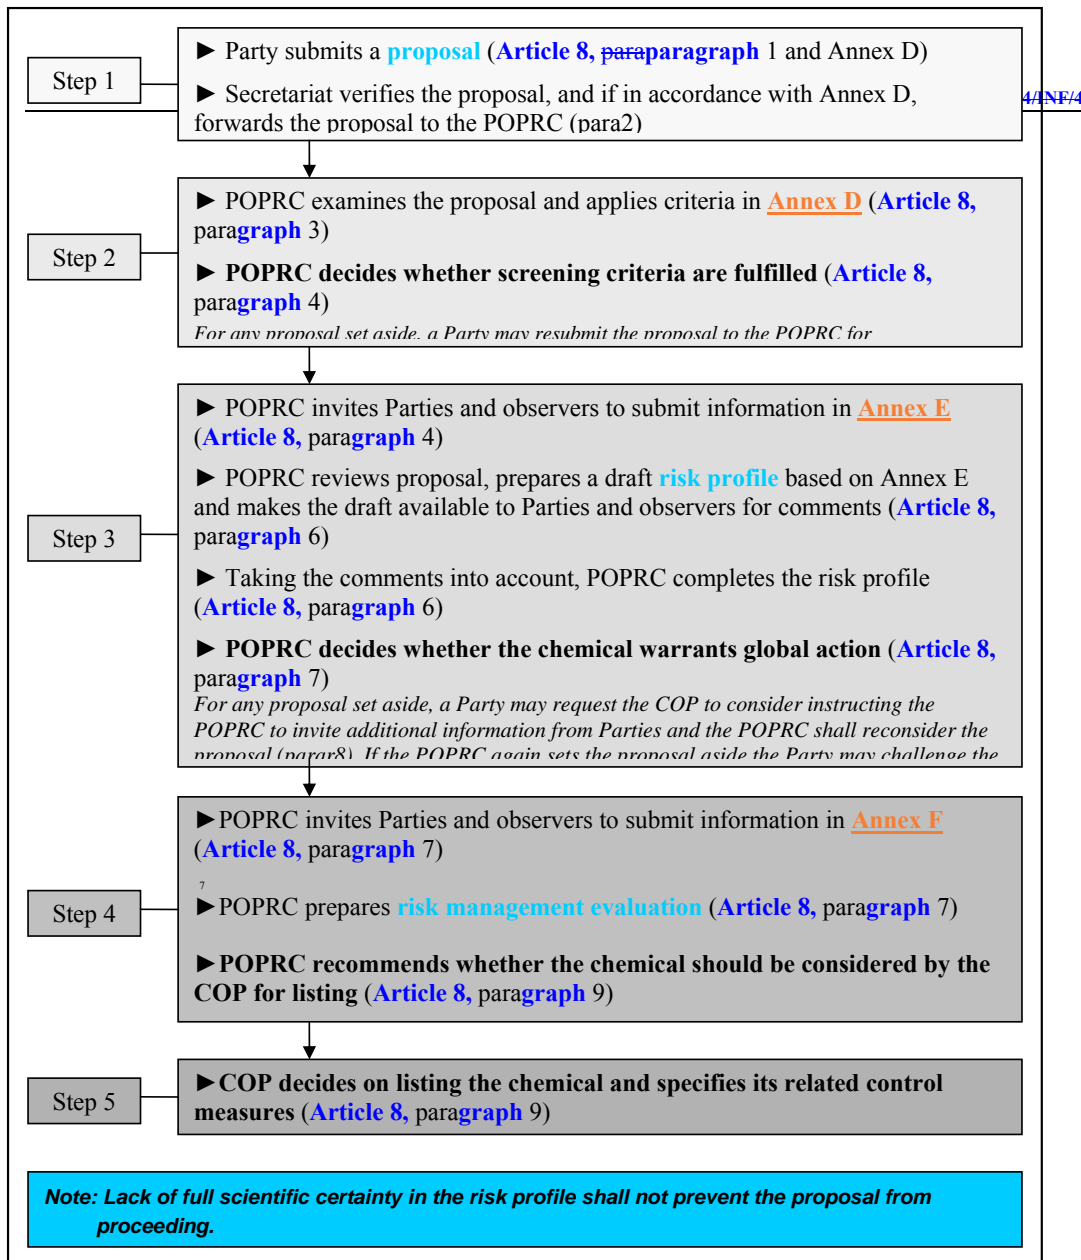 ► Party submits a proposal (Article 8, paraparagraph 1 and Annex D)
Step 1
► Secretariat verifies the proposal, and if in accordance with Annex D,
4/INF/4
forwards the proposal to the POPRC (para2)
► POPRC examines the proposal and applies criteria in Annex D (Article 8,
paragraph 3)
Step 2
► POPRC decides whether screening criteria are fulfilled (Article 8,
paragraph 4)
For any proposal set aside, a Party may resubmit the proposal to the POPRC for
► POPRC invites Parties and observers to submit information in Annex E
(Article 8, paragraph 4)
► POPRC reviews proposal, prepares a draft risk profile based on Annex E
and makes the draft available to Parties and observers for comments (Article 8,
paragraph 6)
Step 3
► Taking the comments into account, POPRC completes the risk profile
(Article 8, paragraph 6)
► POPRC decides whether the chemical warrants global action (Article 8,
paragraph 7)
For any proposal set aside, a Party may request the COP to consider instructing the
POPRC to invite additional information from Parties and the POPRC shall reconsider the
proposal (parar8). If the POPRC again sets the proposal aside the Party may challenge the
►POPRC invites Parties and observers to submit information in Annex F
(Article 8, paragraph 7)
7
Step 4
►POPRC prepares risk management evaluation (Article 8, paragraph 7)
►POPRC recommends whether the chemical should be considered by the
COP for listing (Article 8, paragraph 9)
Step 5
►COP decides on listing the chemical and specifies its related control
measures (Article 8, paragraph 9)
Note: Lack of full scientific certainty in the risk profile shall not prevent the proposal from
proceeding.